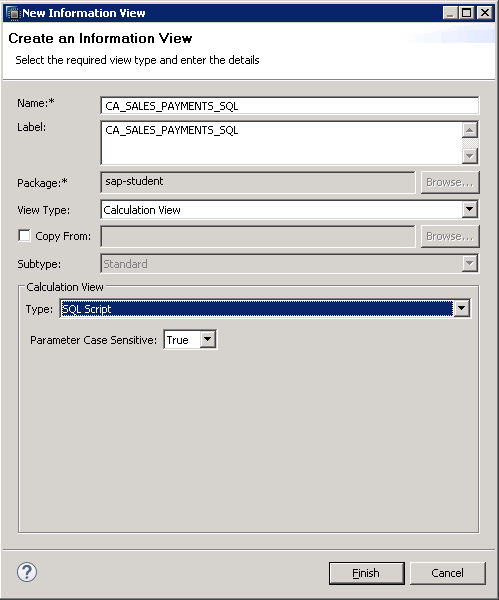 New Information View
Create an Information View
Select the required view type and enter the details
Name:* CA_SALES_PAYMENTS_SQL
Label: CA_SALES_PAYMENTS_SQL
Package:* sap-student Browse...
View Type: Calculation View
Copy From: Browse...
Subtype: Standard
Calculation View
Type: SQL Script
Parameter Case Sensitive: True
? Finish Cancel